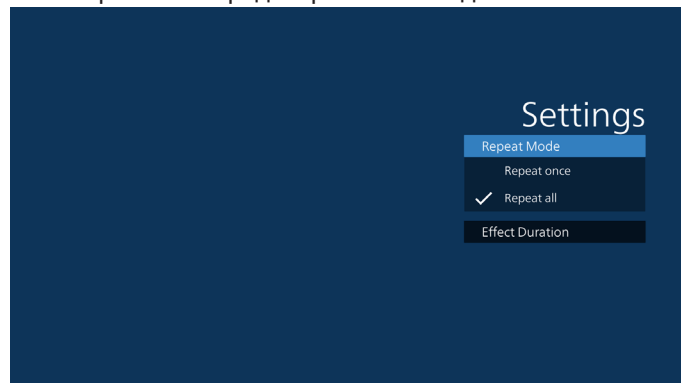 Settings
Repeat Mode
Repeat once
Repeat all
Effect Duration